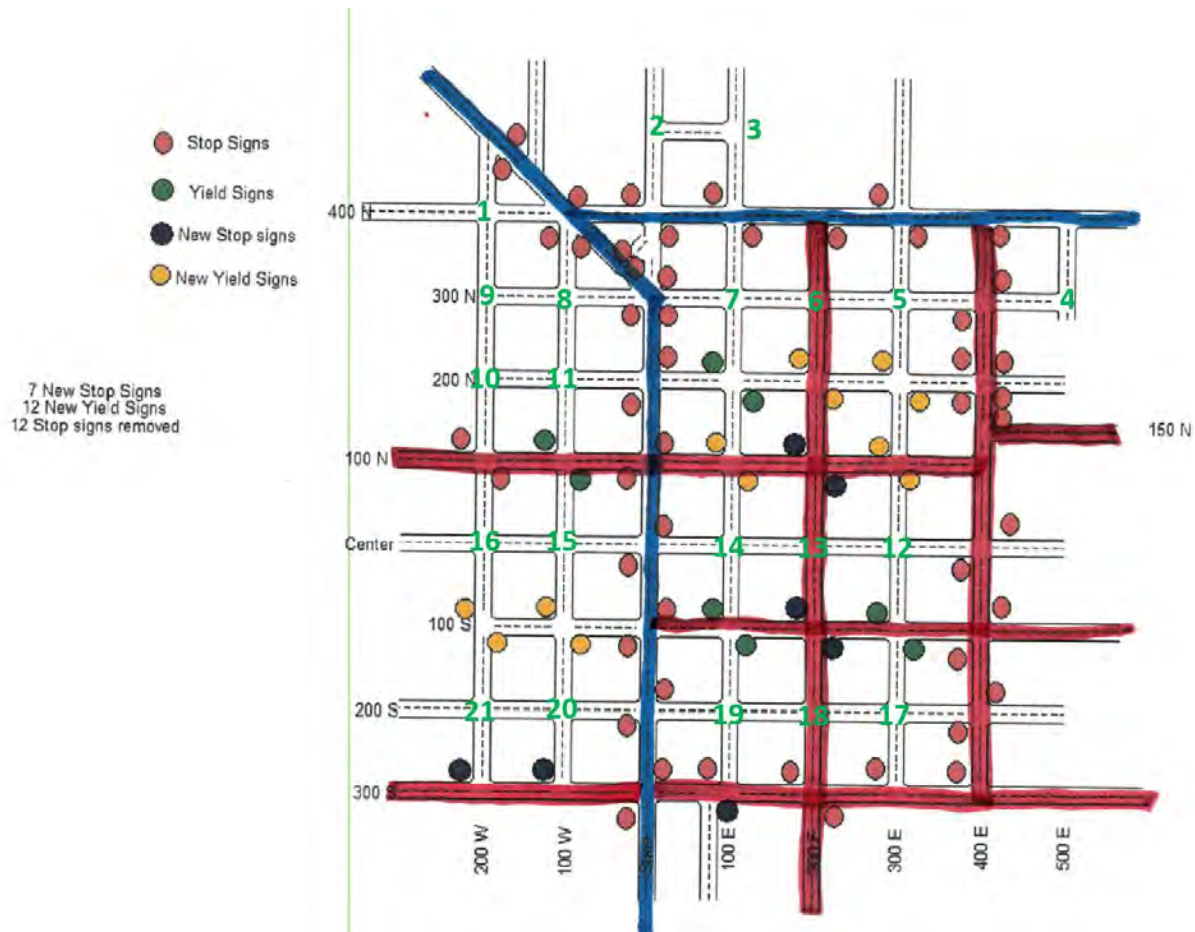 Stop Signs
Yield Signs
New Stop signs
New Yield Signs
7 New Stop Signs
12 New Yield Signs
12 Stop signs removed
2
3
400 N
1
300 N
9
8
7
6
5
4
200 N
10
11
150 N
100 N
Center
16
15
14
13
12
100 S
200 S
21
20
19
18
17
300 S
200 W
100 W
100 E
300 E
400 E
500 E